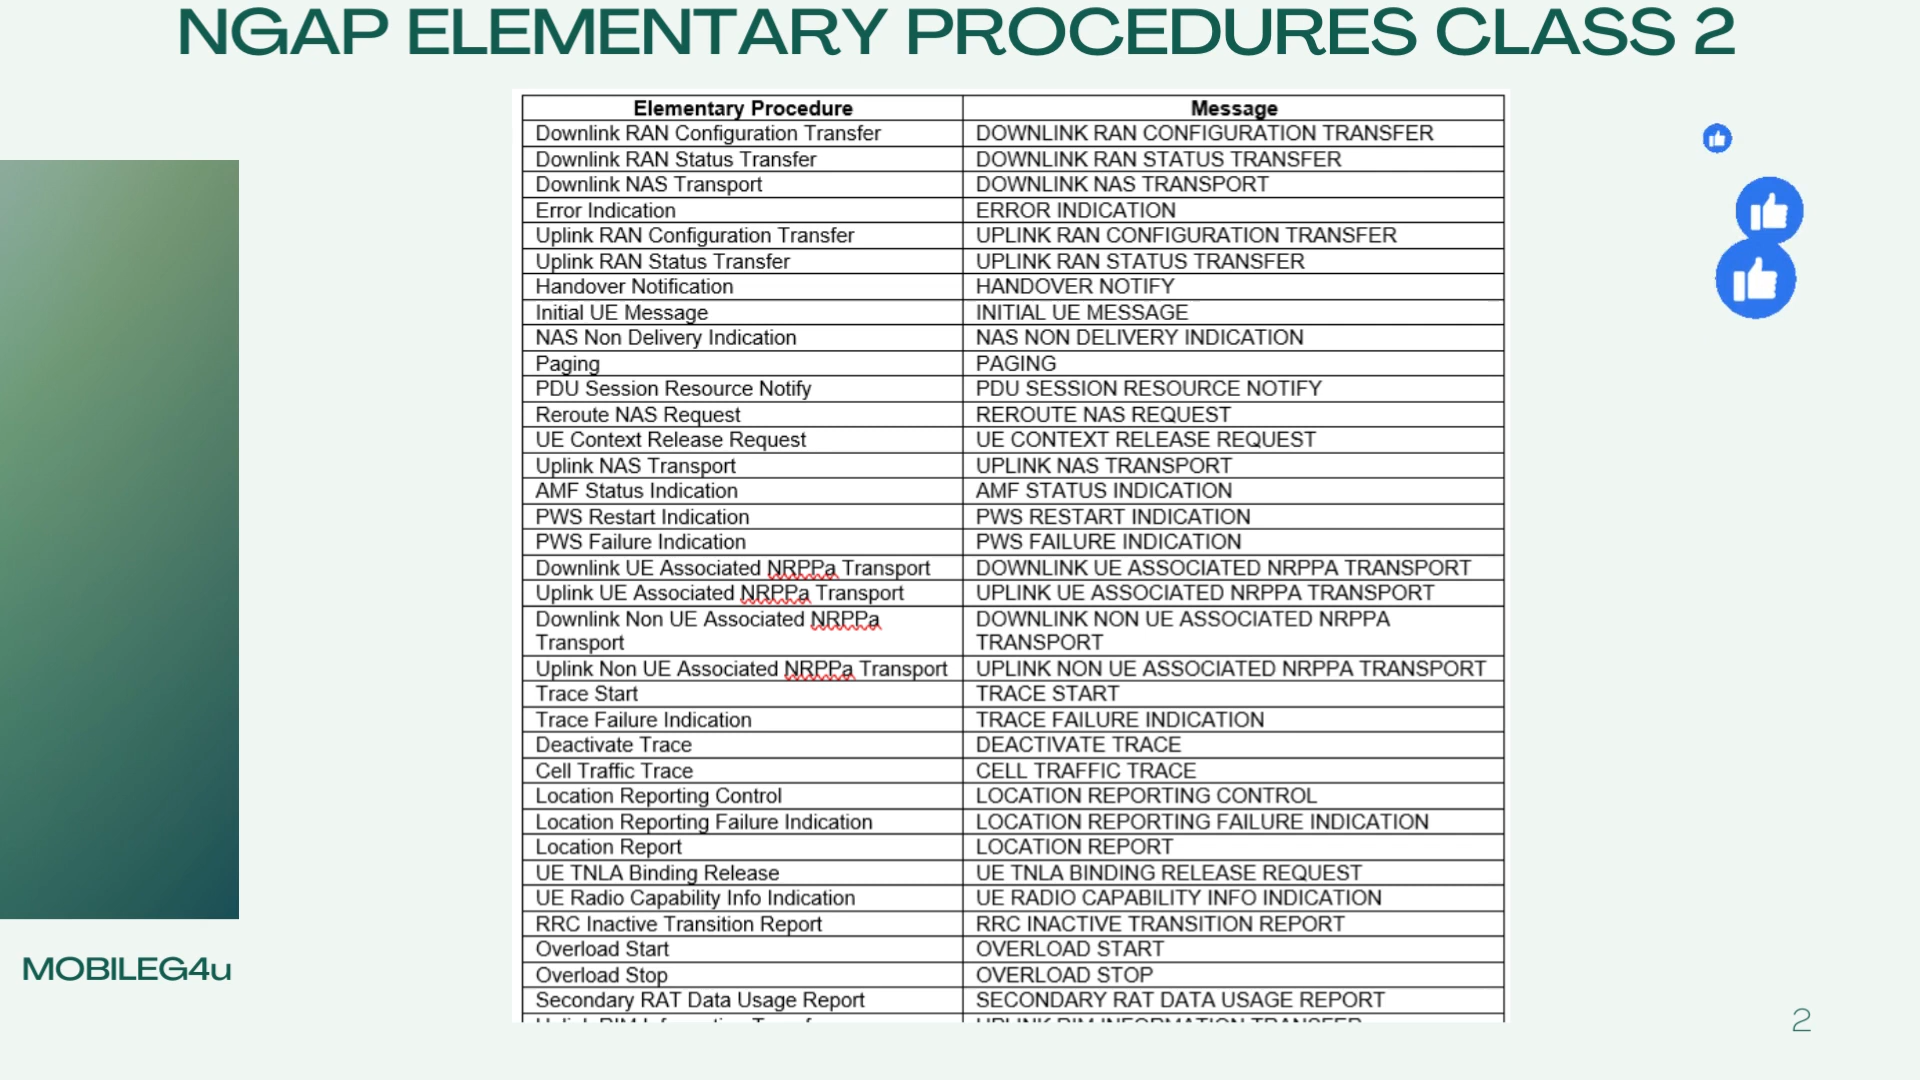 NGAP ELEMENTARY PROCEDURES CLASS 2
Elementary Procedure Message
Downlink RAN Configuration Transfer DOWNLINK RAN CONFIGURATION TRANSFER
Downlink RAN Status Transfer DOWNLINK RAN STATUS TRANSFER
Downlink NAS Transport DOWNLINK NAS TRANSPORT
Error Indication ERROR INDICATION
Uplink RAN Configuration Transfer UPLINK RAN CONFIGURATION TRANSFER
Uplink RAN Status Transfer UPLINK RAN STATUS TRANSFER
Handover Notification HANDOVER NOTIFY
Initial UE Message INITIAL UE MESSAGE
NAS Non Delivery Indication NAS NON DELIVERY INDICATION
Paging PAGING
PDU Session Resource Notify PDU SESSION RESOURCE NOTIFY
Reroute NAS Request REROUTE NAS REQUEST
UE Context Release Request UE CONTEXT RELEASE REQUEST
Uplink NAS Transport UPLINK NAS TRANSPORT
AMF Status Indication AMF STATUS INDICATION
PWS Restart Indication PWS RESTART INDICATION
PWS Failure Indication PWS FAILURE INDICATION
Downlink UE Associated NRPPa Transport DOWNLINK UE ASSOCIATED NRPPA TRANSPORT
Uplink UE Associated NRPPa Transport UPLINK UE ASSOCIATED NRPPA TRANSPORT
Downlink Non UE Associated NRPPa DOWNLINK NON UE ASSOCIATED NRPPA
Transport TRANSPORT
Uplink Non UE Associated NRPPa Transport UPLINK NON UE ASSOCIATED NRPPA TRANSPORT
Trace Start TRACE START
Trace Failure Indication TRACE FAILURE INDICATION
Deactivate Trace DEACTIVATE TRACE
Cell Traffic Trace CELL TRAFFIC TRACE
Location Reporting Control LOCATION REPORTING CONTROL
Location Reporting Failure Indication LOCATION REPORTING FAILURE INDICATION
Location Report LOCATION REPORT
UE TNLA Binding Release UE TNLA BINDING RELEASE REQUEST
UE Radio Capability Info Indication UE RADIO CAPABILITY INFO INDICATION
RRC Inactive Transition Report RRC INACTIVE TRANSITION REPORT
Overload Start OVERLOAD START
Overload Stop OVERLOAD STOP
Secondary RAT Data Usage Report SECONDARY RAT DATA USAGE REPORT
MOBILEG4u
2